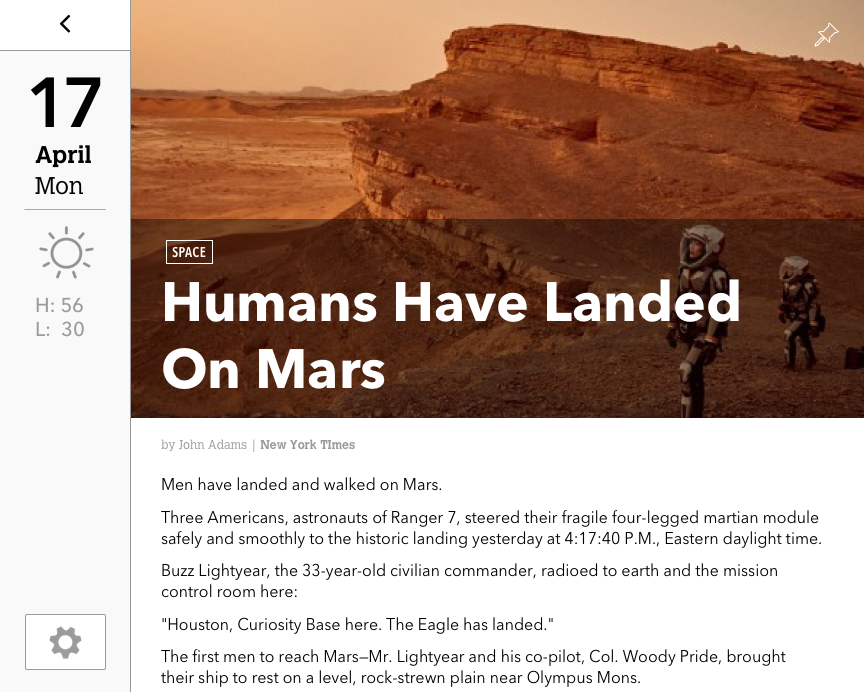 17
April
Mon
H: 56
L: 30
SPACE
Humans Have Landed
On Mars
by John Adams | New York TImes
Men have landed and walked on Mars.
Three Americans, astronauts of Ranger 7, steered their fragile four-legged martian module
safely and smoothly to the historic landing yesterday at 4:17:40 P.M., Eastern daylight time.
Buzz Lightyear, the 33-year-old civilian commander, radioed to earth and the mission
control room here:
"Houston, Curiosity Base here. The Eagle has landed."
The first men to reach Mars—Mr. Lightyear and his co-pilot, Col. Woody Pride, brought
their ship to rest on a level, rock-strewn plain near Olympus Mons.